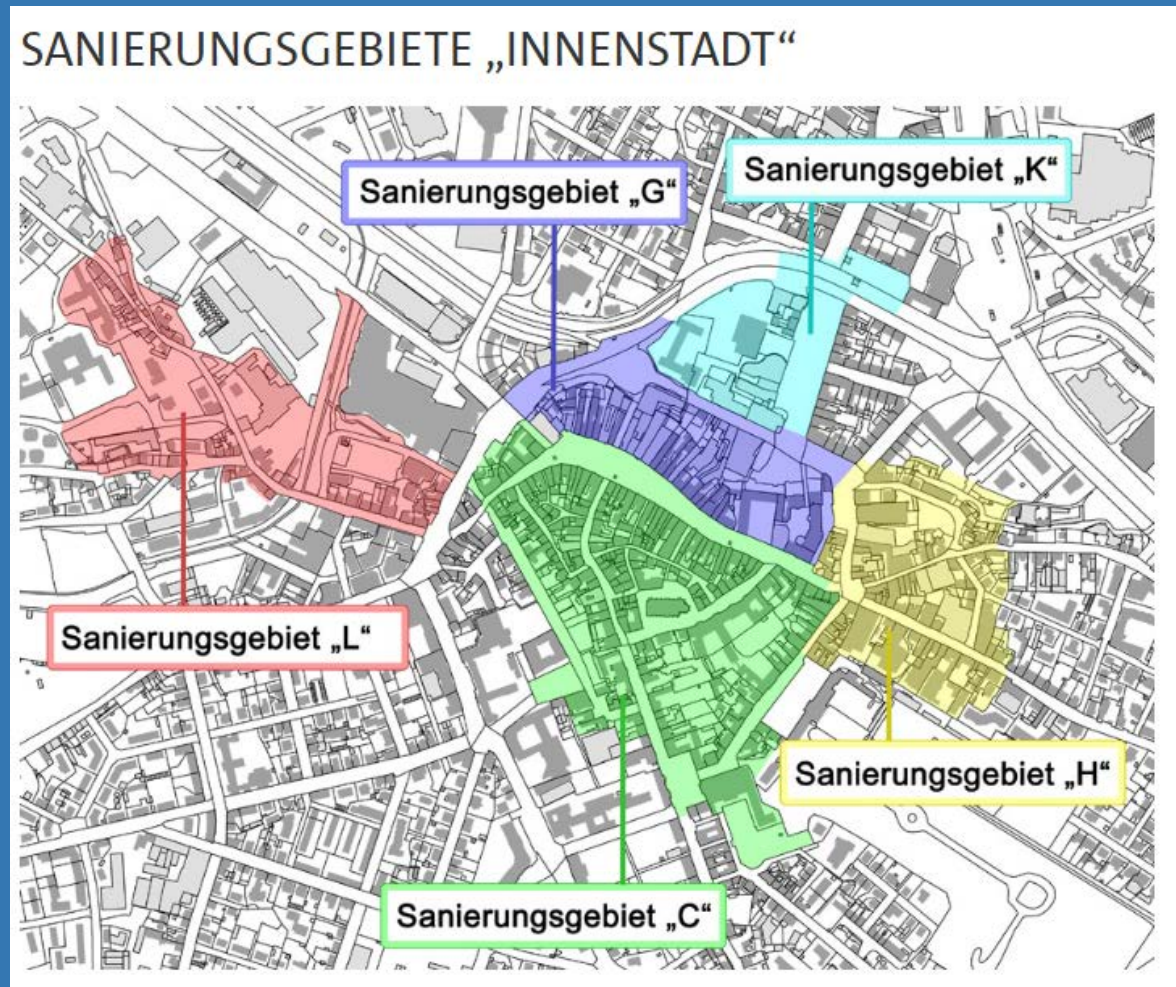 SANIERUNGSGEBIETE „INNENSTADT“
Sanierungsgebiet „G“
Sanierungsgebiet „K“
Sanierungsgebiet „L“
Sanierungsgebiet „H“
Sanierungsgebiet „C“